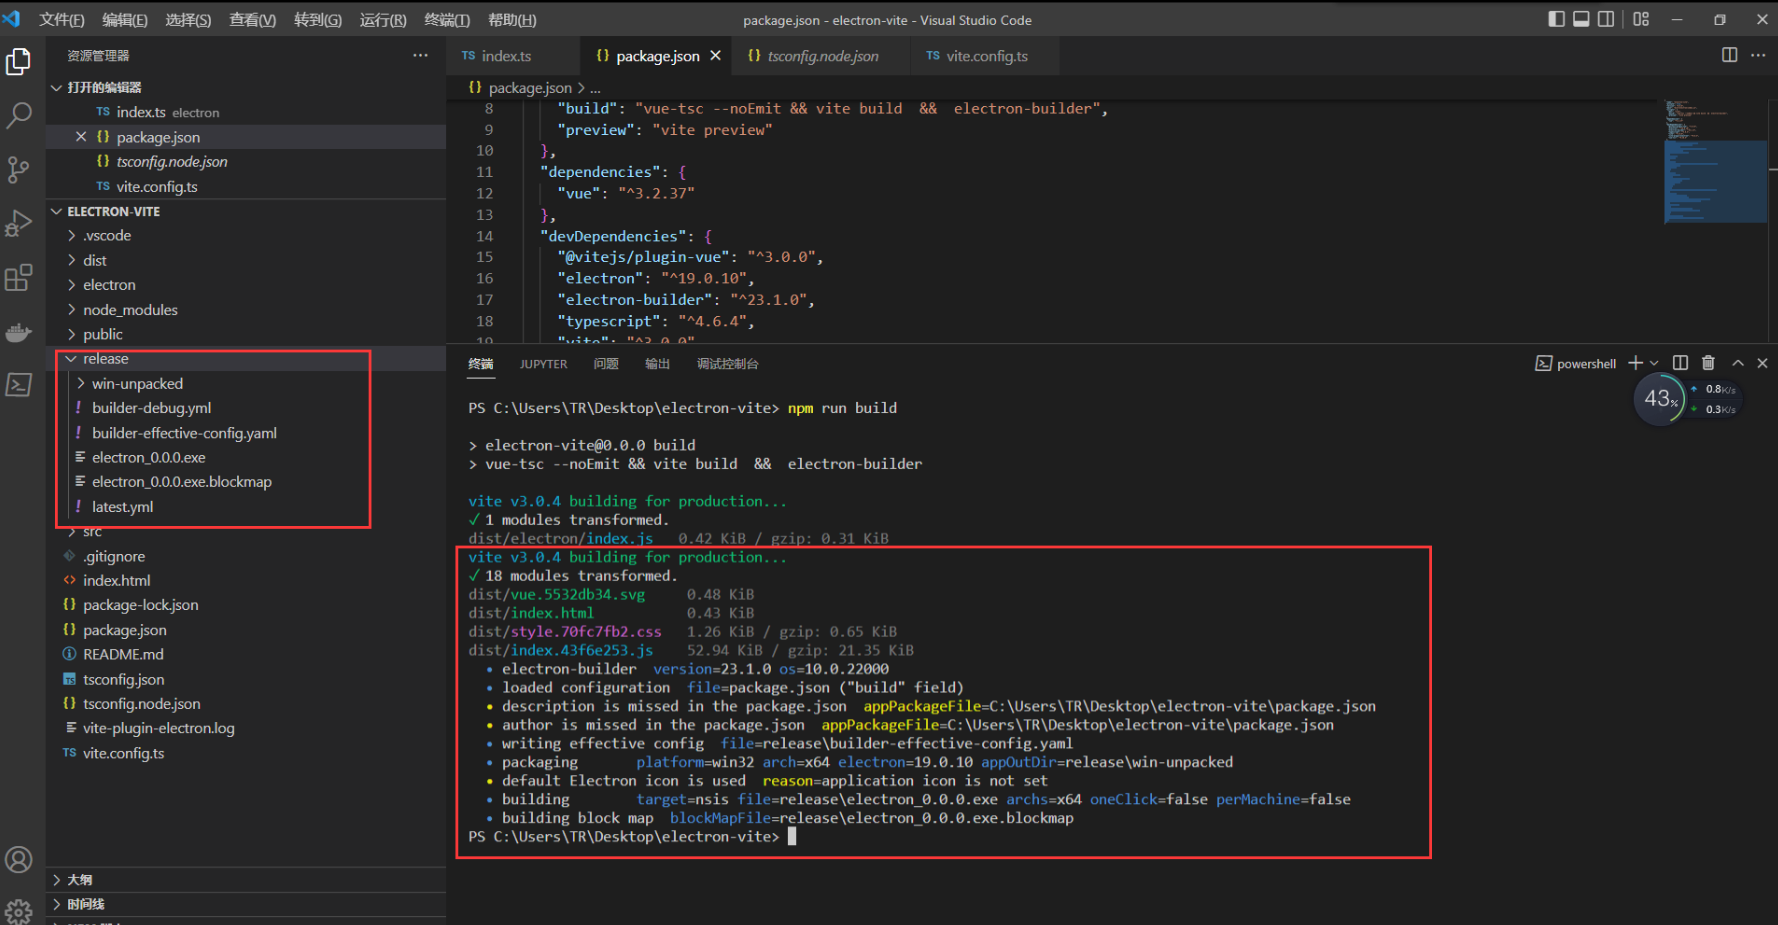 文件(F) 编辑(E) 选择(S) 查看(V) 转到(G) 运行(R) 终端(T) 帮助(H) package.json - electron-vite - Visual Studio Code
资源管理器
打开的编辑器
TS index.ts electron
{} package.json
{} tsconfig.node.json
TS vite.config.ts
ELECTRON-VITE
.vscode
dist
electron
node_modules
public
release
win-unpacked
! builder-debug.yml
! builder-effective-config.yaml
electron_0.0.0.exe
electron_0.0.0.exe.blockmap
! latest.yml
src
.gitignore
<> index.html
{} package-lock.json
{} package.json
README.md
TS tsconfig.json
{} tsconfig.node.json
vite-plugin-electron.log
TS vite.config.ts
大纲
时间线
TS index.ts {} package.json {} tsconfig.node.json TS vite.config.ts
{} package.json > ...
8 "build": "vue-tsc --noEmit && vite build  &&  electron-builder",
9 "preview": "vite preview"
10 },
11 "dependencies": {
12 "vue": "^3.2.37"
13 },
14 "devDependencies": {
15 "@vitejs/plugin-vue": "^3.0.0",
16 "electron": "^19.0.10",
17 "electron-builder": "^23.1.0",
18 "typescript": "^4.6.4",
19 "vite": "^3.0.0"
终端 JUPYTER 问题 输出 调试控制台 powershell
43% 0.8K/s
0.3K/s
PS C:\Users\TR\Desktop\electron-vite> npm run build
> electron-vite@0.0.0 build
> vue-tsc --noEmit && vite build  &&  electron-builder
vite v3.0.4 building for production...
✓ 1 modules transformed.
dist/electron/index.js   0.42 KiB / gzip: 0.31 KiB
vite v3.0.4 building for production...
✓ 18 modules transformed.
dist/vue.5532db34.svg     0.48 KiB
dist/index.html           0.43 KiB
dist/style.70fc7fb2.css   1.26 KiB / gzip: 0.65 KiB
dist/index.43f6e253.js    52.94 KiB / gzip: 21.35 KiB
• electron-builder  version=23.1.0 os=10.0.22000
• loaded configuration  file=package.json ("build" field)
• description is missed in the package.json  appPackageFile=C:\Users\TR\Desktop\electron-vite\package.json
• author is missed in the package.json  appPackageFile=C:\Users\TR\Desktop\electron-vite\package.json
• writing effective config  file=release\builder-effective-config.yaml
• packaging       platform=win32 arch=x64 electron=19.0.10 appOutDir=release\win-unpacked
• default Electron icon is used  reason=application icon is not set
• building        target=nsis file=release\electron_0.0.0.exe archs=x64 oneClick=false perMachine=false
• building block map  blockMapFile=release\electron_0.0.0.exe.blockmap
PS C:\Users\TR\Desktop\electron-vite>